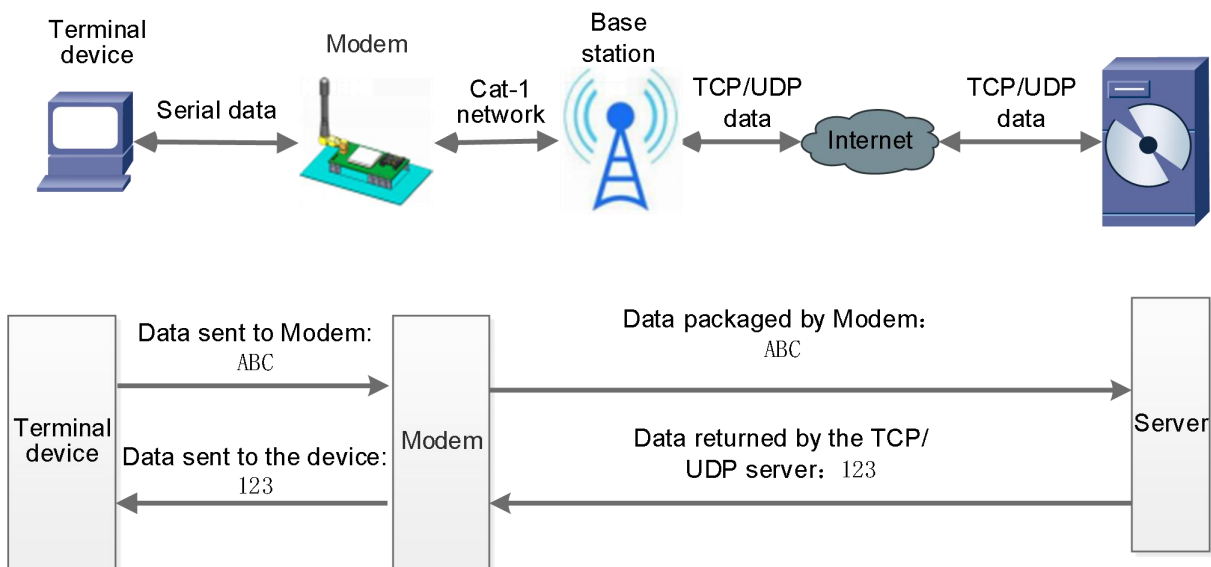 Terminal
device
Modem
Base
station
Serial data
Cat-1
network
TCP/UDP
data
Internet
TCP/UDP
data
Data sent to Modem:
ABC
Data packaged by Modem：
ABC
Terminal
device
Modem
Server
Data sent to the device:
123
Data returned by the TCP/
UDP server：123